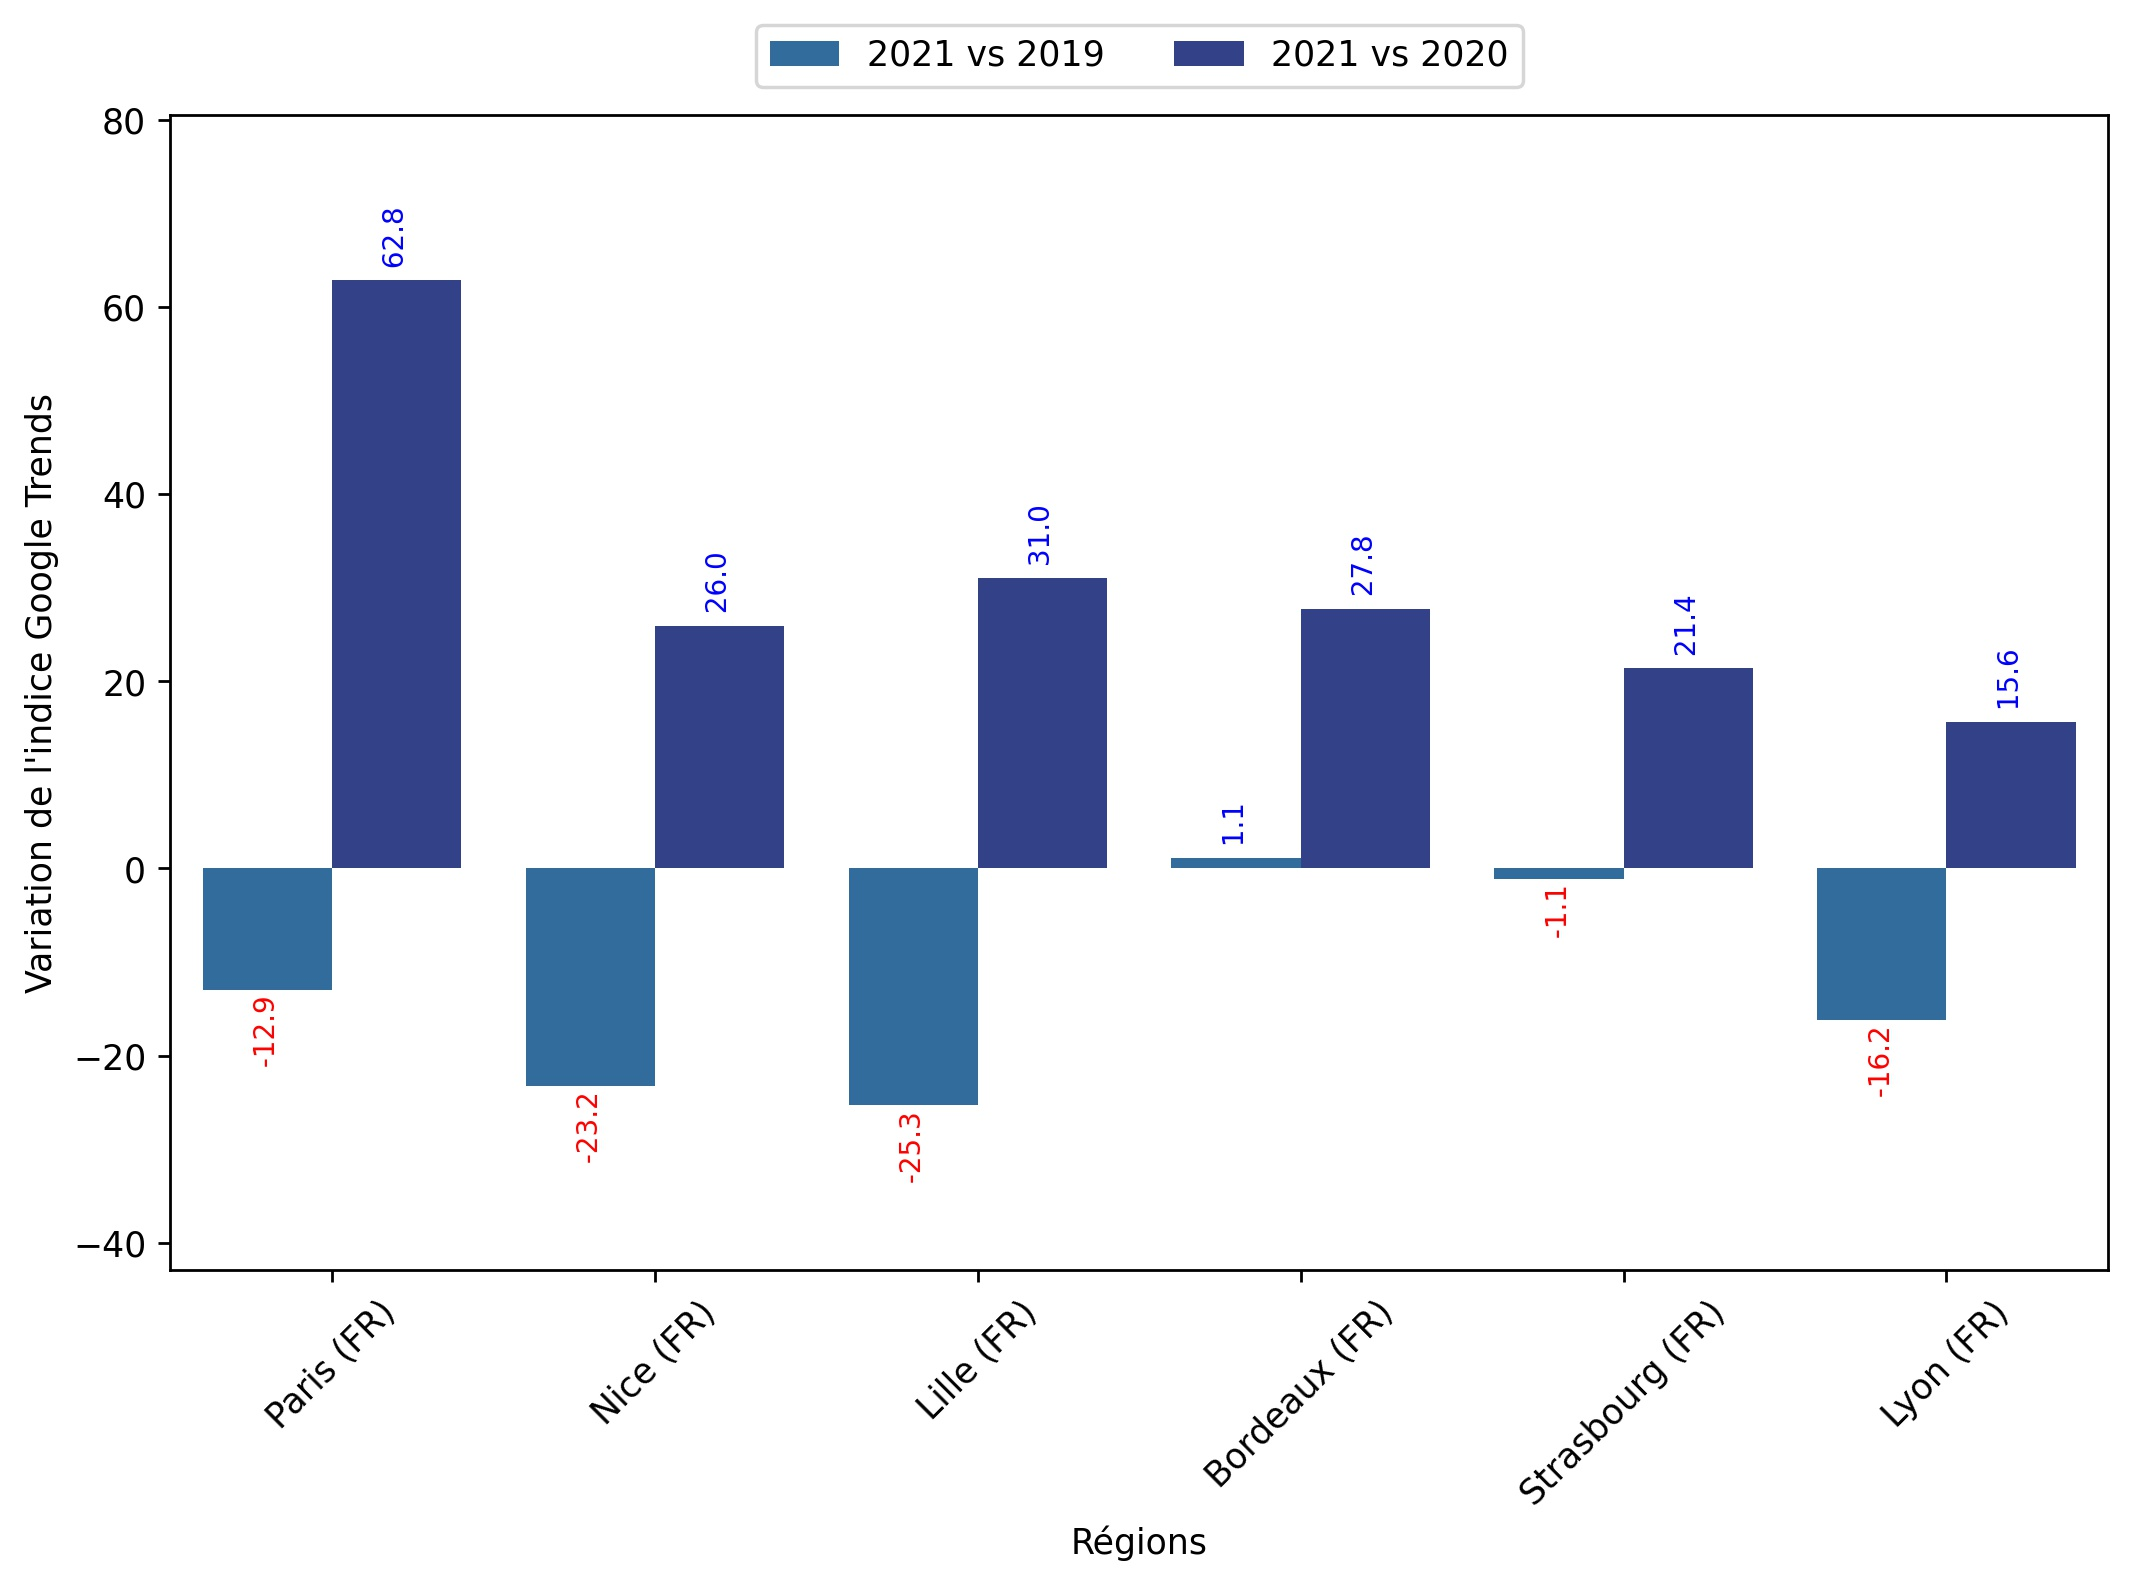 2021 vs 2019
2021 vs 2020
Variation de l'indice Google Trends
80
60
40
20
0
−20
−40
-12.9
62.8
-23.2
26.0
-25.3
31.0
1.1
27.8
-1.1
21.4
-16.2
15.6
Paris (FR)
Nice (FR)
Lille (FR)
Bordeaux (FR)
Strasbourg (FR)
Lyon (FR)
Régions